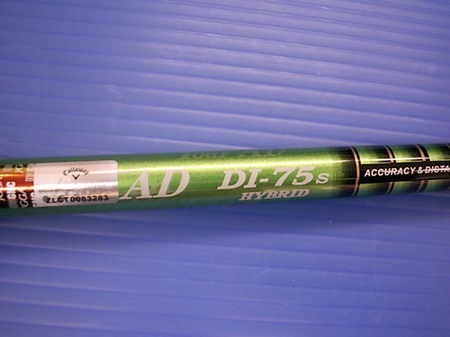 Callaway
ZLCT0083283
AD DI-75s
HYBRID
ACCURACY & DISTA